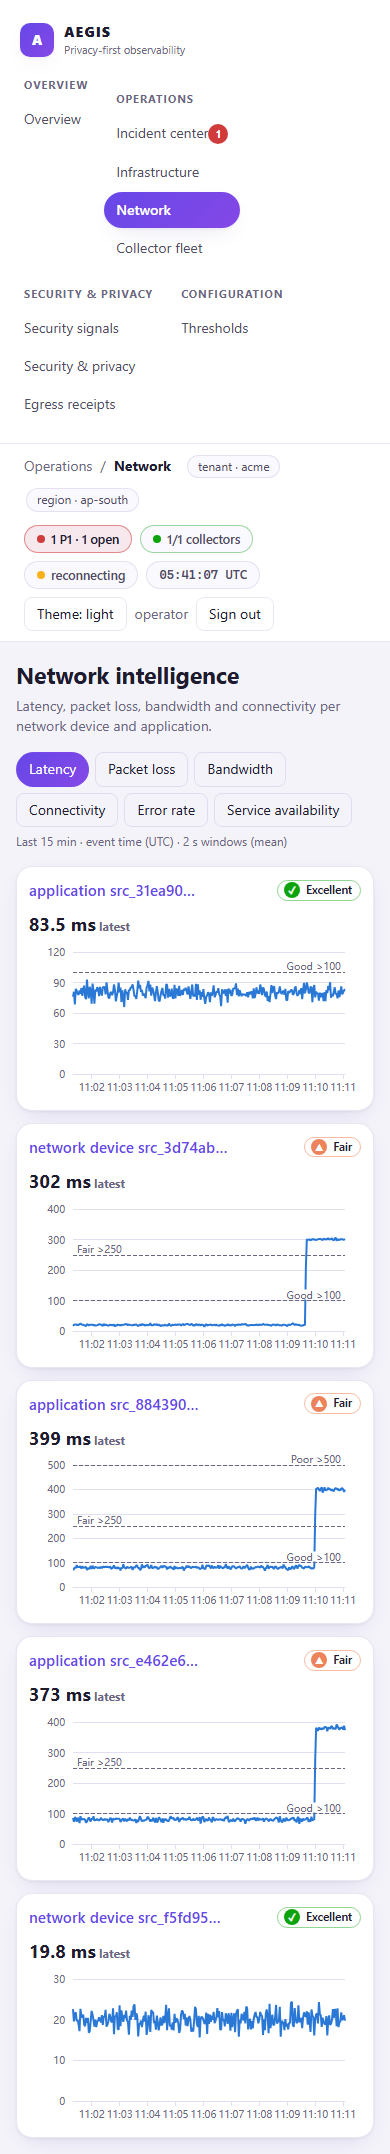 A
AEGIS
Privacy-first observability
OVERVIEW
Overview
OPERATIONS
Incident center 1
Infrastructure
Network
Collector fleet
SECURITY & PRIVACY
Security signals
Security & privacy
Egress receipts
CONFIGURATION
Thresholds
Operations / Network tenant · acme
region · ap-south
1 P1 · 1 open 1/1 collectors
reconnecting 05:41:07 UTC
Theme: light operator Sign out
Network intelligence
Latency, packet loss, bandwidth and connectivity per
network device and application.
Latency Packet loss Bandwidth
Connectivity Error rate Service availability
Last 15 min · event time (UTC) · 2 s windows (mean)
application src_31ea90... Excellent
83.5 ms latest
120
Good >100
90
60
30
0
11:02 11:03 11:04 11:05 11:06 11:07 11:08 11:09 11:10 11:11
network device src_3d74ab... Fair
302 ms latest
400
300
Fair >250
200
100 Good >100
0
11:02 11:03 11:04 11:05 11:06 11:07 11:08 11:09 11:10 11:11
application src_884390... Fair
399 ms latest
500 Poor >500
400
300
Fair >250
200
100 Good >100
0
11:02 11:03 11:04 11:05 11:06 11:07 11:08 11:09 11:10 11:11
application src_e462e6... Fair
373 ms latest
400
300
Fair >250
200
100 Good >100
0
11:02 11:03 11:04 11:05 11:06 11:07 11:08 11:09 11:10 11:11
network device src_f5fd95... Excellent
19.8 ms latest
30
20
10
0
11:02 11:03 11:04 11:05 11:06 11:07 11:08 11:09 11:10 11:11